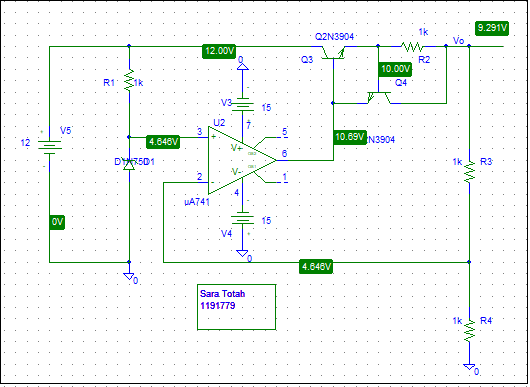 9.291V
Q2N3904
1k
Vo
12.00V
Q3
R2
0
10.00V
Q4
R1
1k
V3
15
V5
7
U2
5
12
3
4.646V
+
V+
10.69V
6
1k
R3
2
-
V-
1
4
µA741
0V
15
V4
0
4.646V
0
Sara Totah
1191779
1k
R4
0